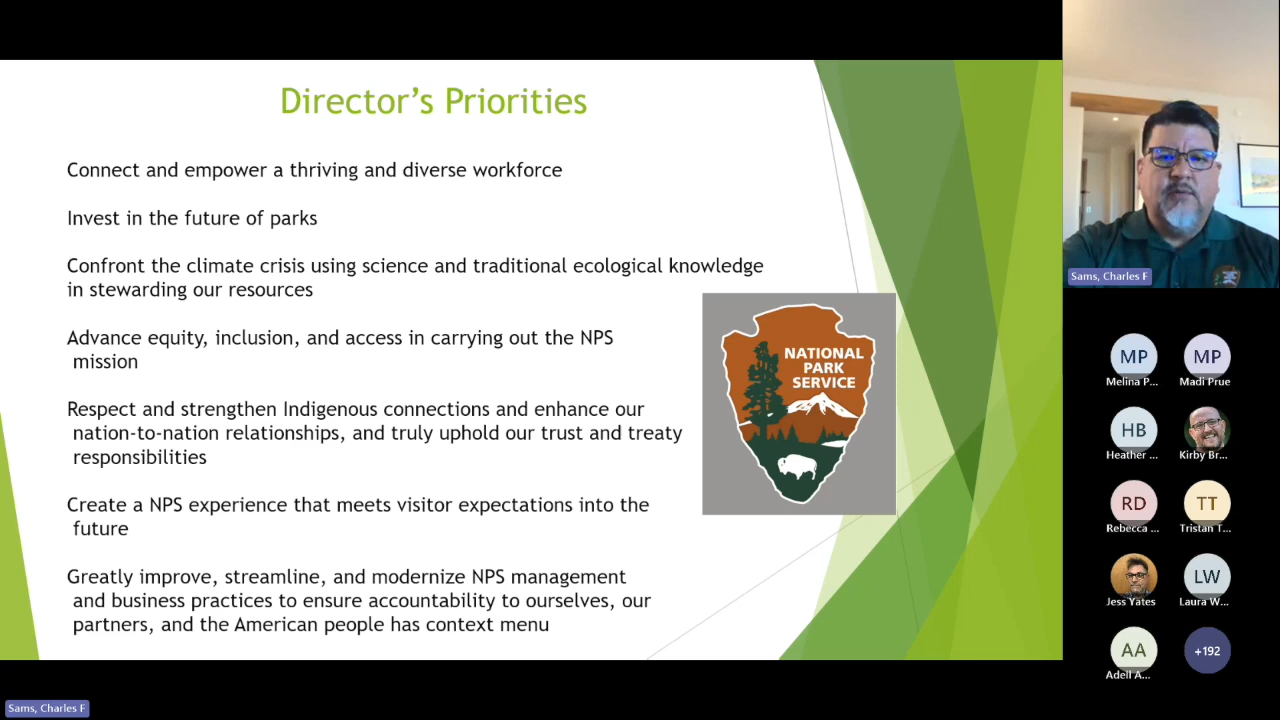 Director's Priorities
Connect and empower a thriving and diverse workforce
Invest in the future of parks
Confront the climate crisis using science and traditional ecological knowledge
in stewarding our resources
Advance equity, inclusion, and access in carrying out the NPS
mission
Respect and strengthen Indigenous connections and enhance our
nation-to-nation relationships, and truly uphold our trust and treaty
responsibilities
Create a NPS experience that meets visitor expectations into the
future
Greatly improve, streamline, and modernize NPS management
and business practices to ensure accountability to ourselves, our
partners, and the American people has context menu
NATIONAL
PARK
SERVICE
Sams, Charles F
MP
Melina P...
MP
Madi Prue
HB
Heather ...
Kirby Br...
RD
Rebecca ...
TT
Tristan T...
Jess Yates
LW
Laura W...
AA
Adell A...
+192
Sams, Charles F